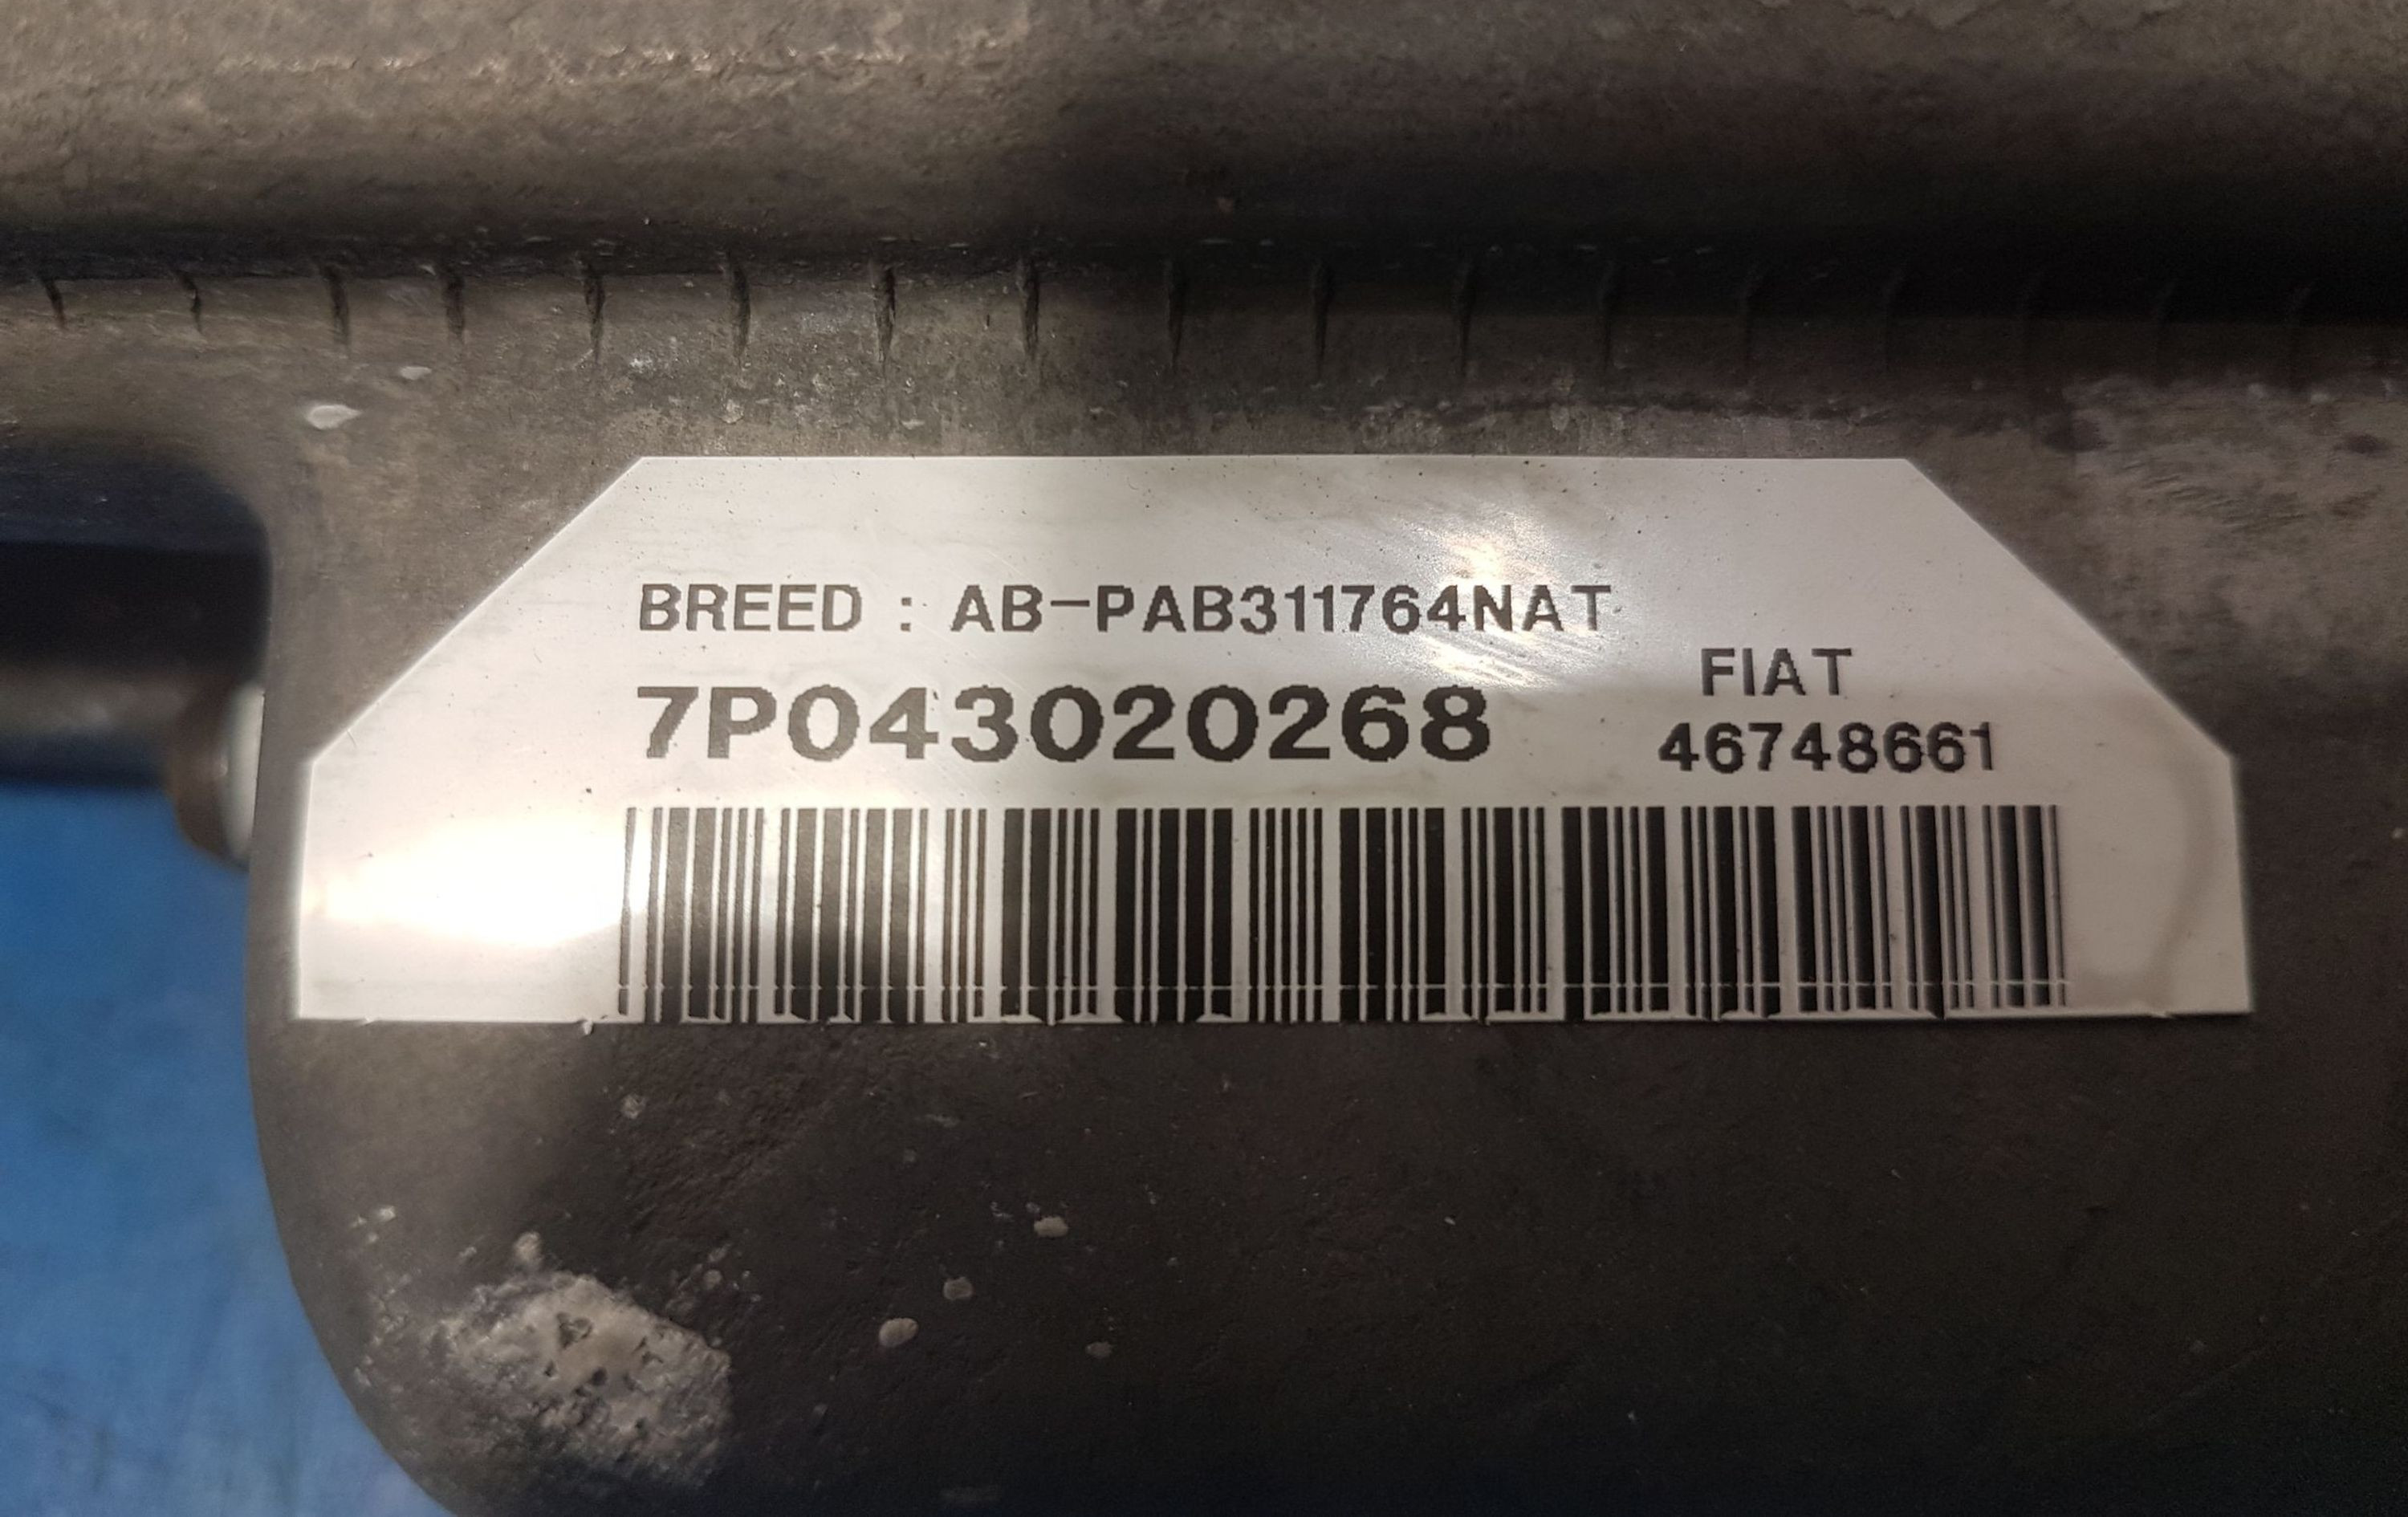 BREED : AB-PAB311764NAT
7P043020268
FIAT
46748661